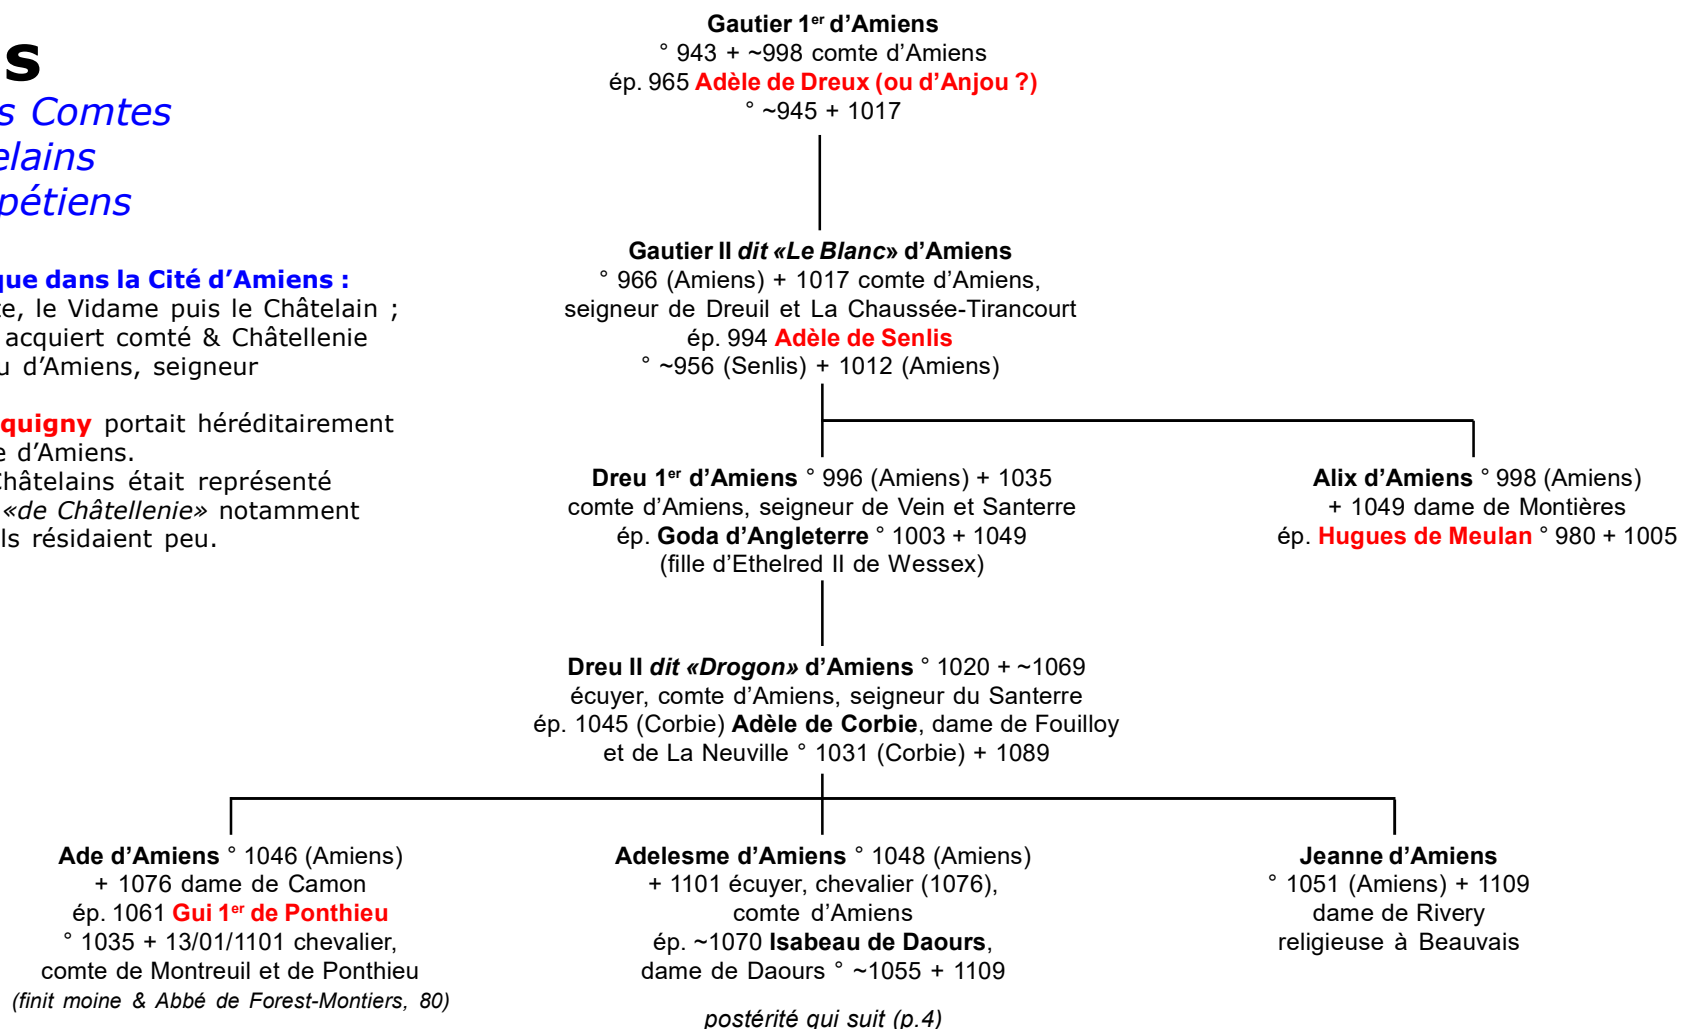 s
s Comtes
elains
pétiens
que dans la Cité d'Amiens :
te, le Vidame puis le Châtelain ;
acquiert comté & Châtellenie
u d'Amiens, seigneur
quigny portait héréditairement
e d'Amiens.
Châtelains était représenté
«de Châtellenie» notamment
ls résidaient peu.
Gautier 1er d'Amiens
° 943 + ~998 comte d'Amiens
ép. 965 Adèle de Dreux (ou d'Anjou ?)
° ~945 + 1017
Gautier II dit «Le Blanc» d'Amiens
° 966 (Amiens) + 1017 comte d'Amiens,
seigneur de Dreuil et La Chaussée-Tirancourt
ép. 994 Adèle de Senlis
° ~956 (Senlis) + 1012 (Amiens)
Dreu 1er d'Amiens ° 996 (Amiens) + 1035
comte d'Amiens, seigneur de Vein et Santerre
ép. Goda d'Angleterre ° 1003 + 1049
(fille d'Ethelred II de Wessex)
Alix d'Amiens ° 998 (Amiens)
+ 1049 dame de Montières
ép. Hugues de Meulan ° 980 + 1005
Dreu II dit «Drogon» d'Amiens ° 1020 + ~1069
écuyer, comte d'Amiens, seigneur du Santerre
ép. 1045 (Corbie) Adèle de Corbie, dame de Fouilloy
et de La Neuville ° 1031 (Corbie) + 1089
Ade d'Amiens ° 1046 (Amiens)
+ 1076 dame de Camon
ép. 1061 Gui 1er de Ponthieu
° 1035 + 13/01/1101 chevalier,
comte de Montreuil et de Ponthieu
(finit moine & Abbé de Forest-Montiers, 80)
Adelesme d'Amiens ° 1048 (Amiens)
+ 1101 écuyer, chevalier (1076),
comte d'Amiens
ép. ~1070 Isabeau de Daours,
dame de Daours ° ~1055 + 1109
postérité qui suit (p.4)
Jeanne d'Amiens
° 1051 (Amiens) + 1109
dame de Rivery
religieuse à Beauvais